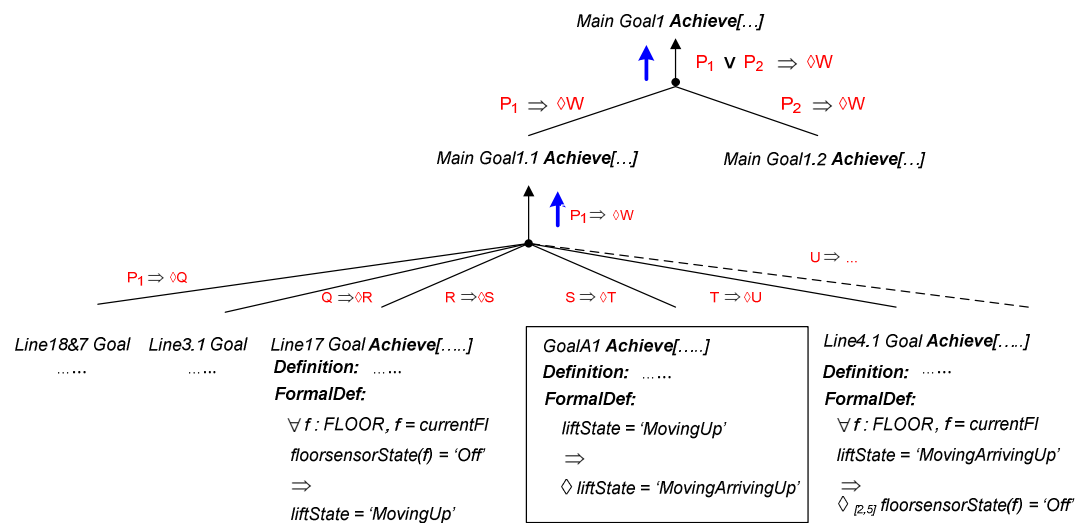 Main Goal1 Achieve[…]
P1 ∨ P2 ⇒ ◊W
P1 ⇒ ◊W
P2 ⇒ ◊W
Main Goal1.1 Achieve[…]
Main Goal1.2 Achieve[…]
P1 ⇒ ◊W
U ⇒ ...
P1 ⇒ ◊Q
Q ⇒◊R
R ⇒◊S
S ⇒◊T
T ⇒◊U
Line18&7 Goal
... ...
Line3.1 Goal
... ...
Line17 Goal Achieve[…..]
Definition: ... ...
FormalDef:
∀ f : FLOOR, f = currentFl
floorsensorState(f) = ‘Off’
⇒
liftState = ‘MovingUp’
GoalA1 Achieve[…..]
Definition: ... ...
FormalDef:
liftState = ‘MovingUp’
⇒
◊ liftState = ‘MovingArrivingUp’
Line4.1 Goal Achieve[…..]
Definition: ... ...
FormalDef:
∀ f : FLOOR, f = currentFl
liftState = ‘MovingArrivingUp’
⇒
◊ [2,5] floorsensorState(f) = ‘Off’